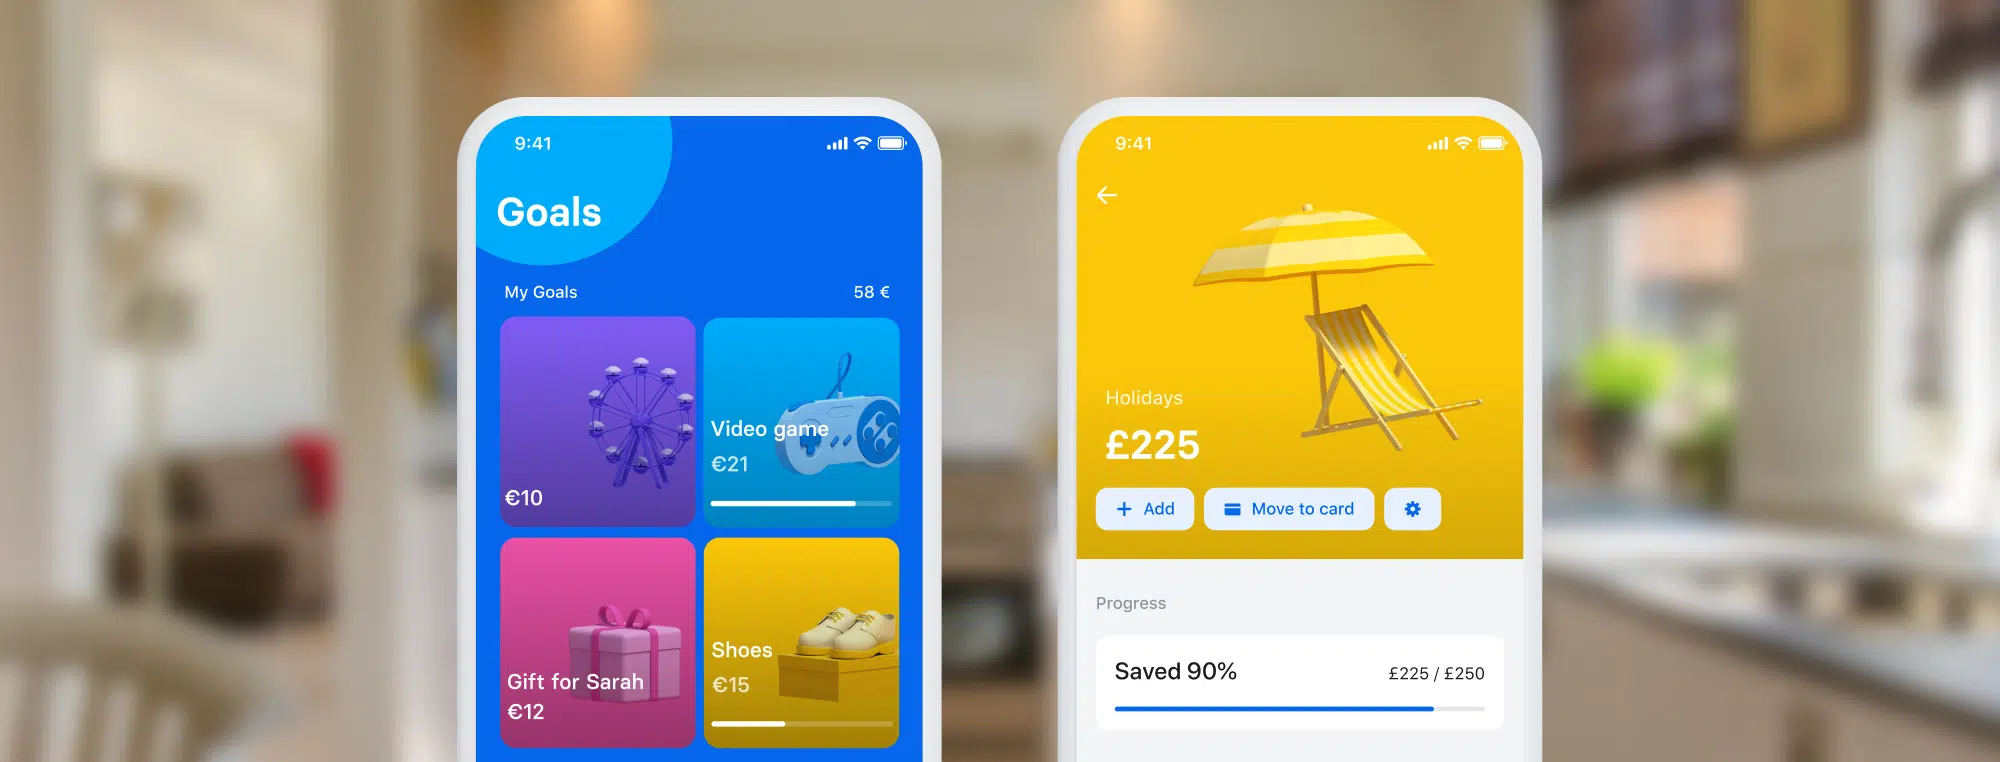 9:41
Goals
My Goals 58 €
€10
Video game
€21
Gift for Sarah
€12
Shoes
€15
9:41
Holidays
£225
Add Move to card
Progress
Saved 90% £225 / £250